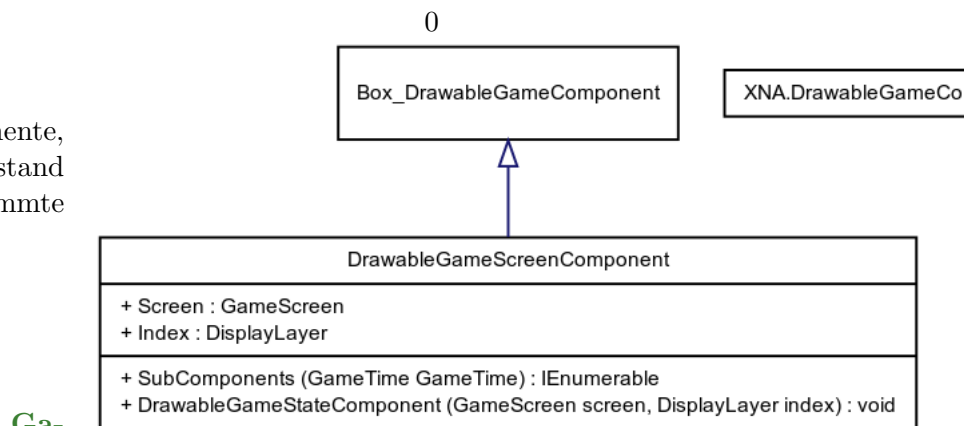 0
Box_DrawableGameComponent
XNA.DrawableGameCo
nente,
stand
mmte
DrawableGameScreenComponent
+ Screen : GameScreen
+ Index : DisplayLayer
+ SubComponents (GameTime GameTime) : IEnumerable
+ DrawableGameStateComponent (GameScreen screen, DisplayLayer index) : void
Ga-